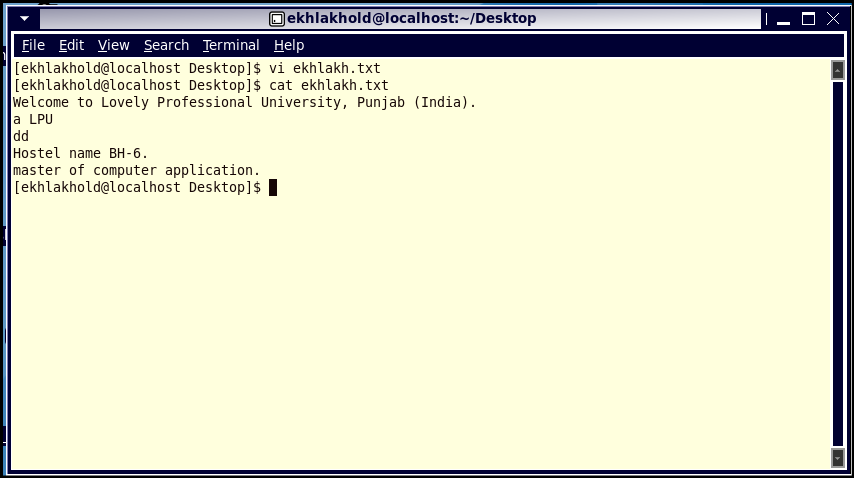 ekhlakhold@localhost:~/Desktop
File Edit View Search Terminal Help
[ekhlakhold@localhost Desktop]$ vi ekhlakh.txt
[ekhlakhold@localhost Desktop]$ cat ekhlakh.txt
Welcome to Lovely Professional University, Punjab (India).
a LPU
dd
Hostel name BH-6.
master of computer application.
[ekhlakhold@localhost Desktop]$